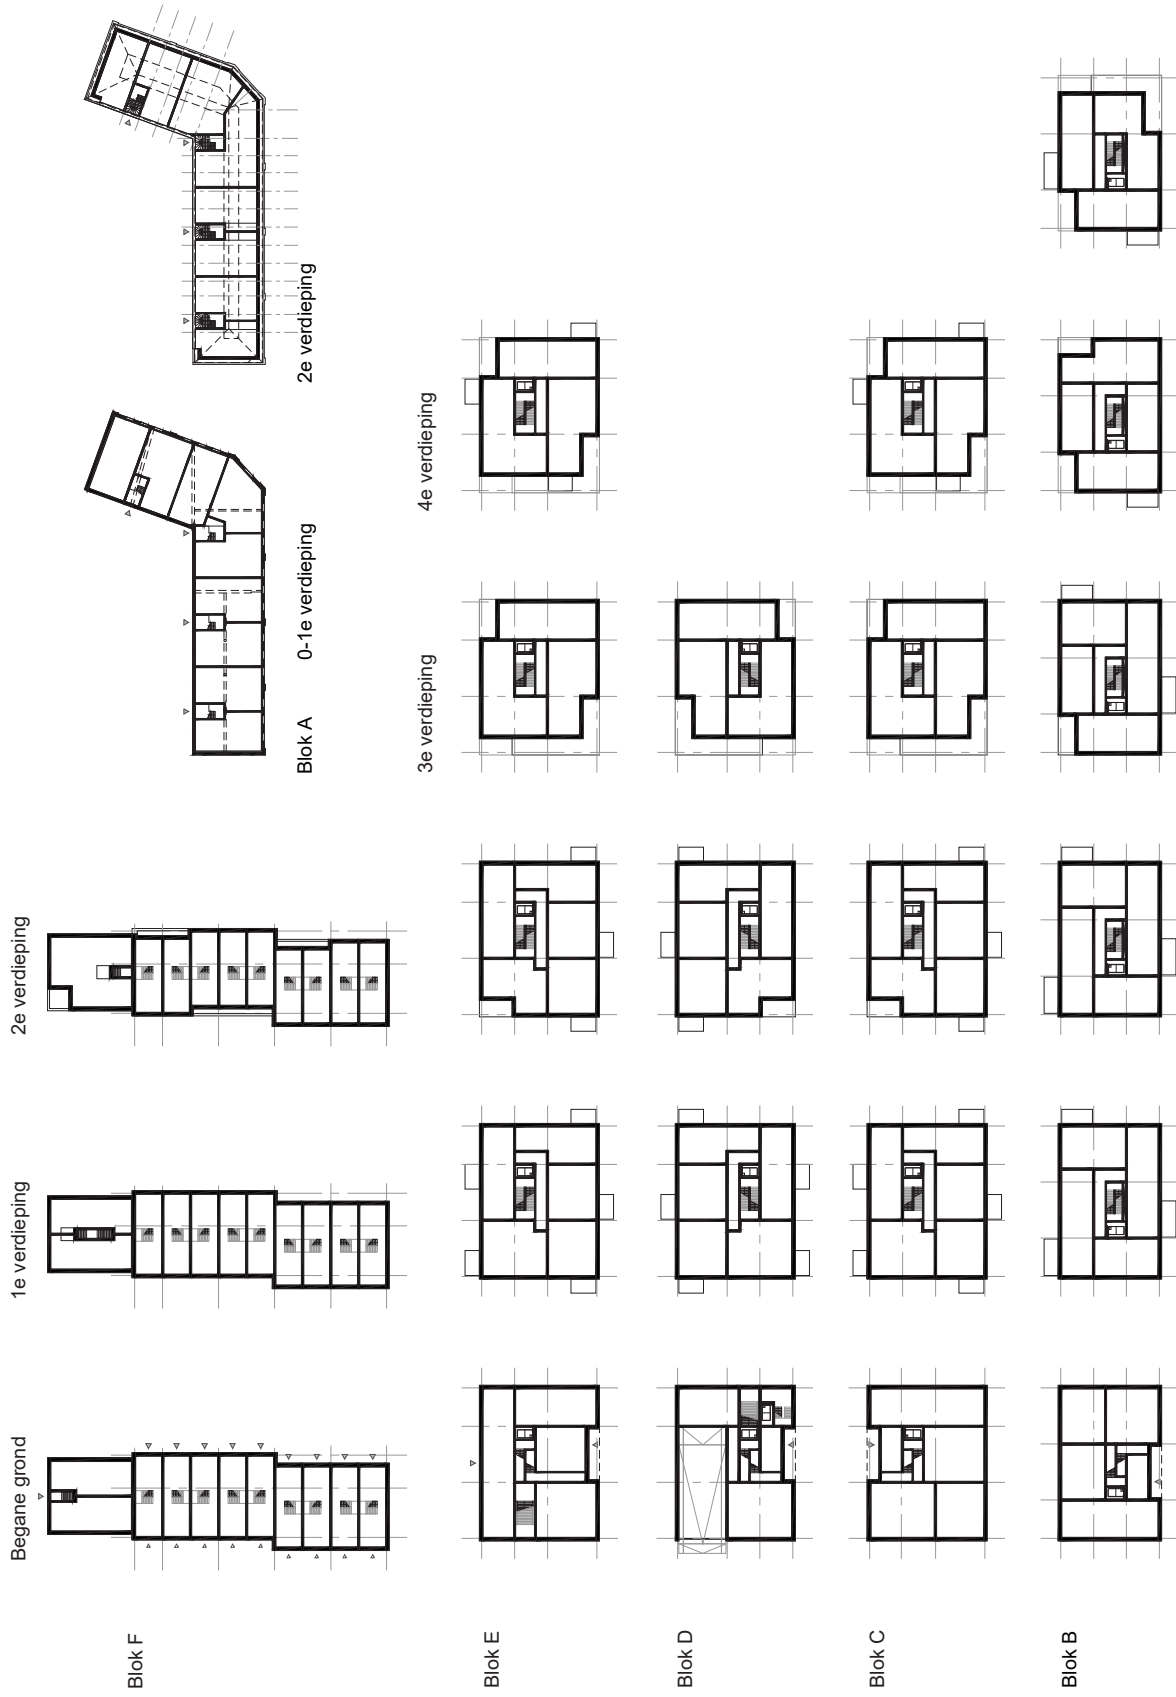 Begane grond
1e verdieping
2e verdieping
Blok F
Blok A
0-1e verdieping
2e verdieping
3e verdieping
4e verdieping
Blok E
Blok D
Blok C
Blok B